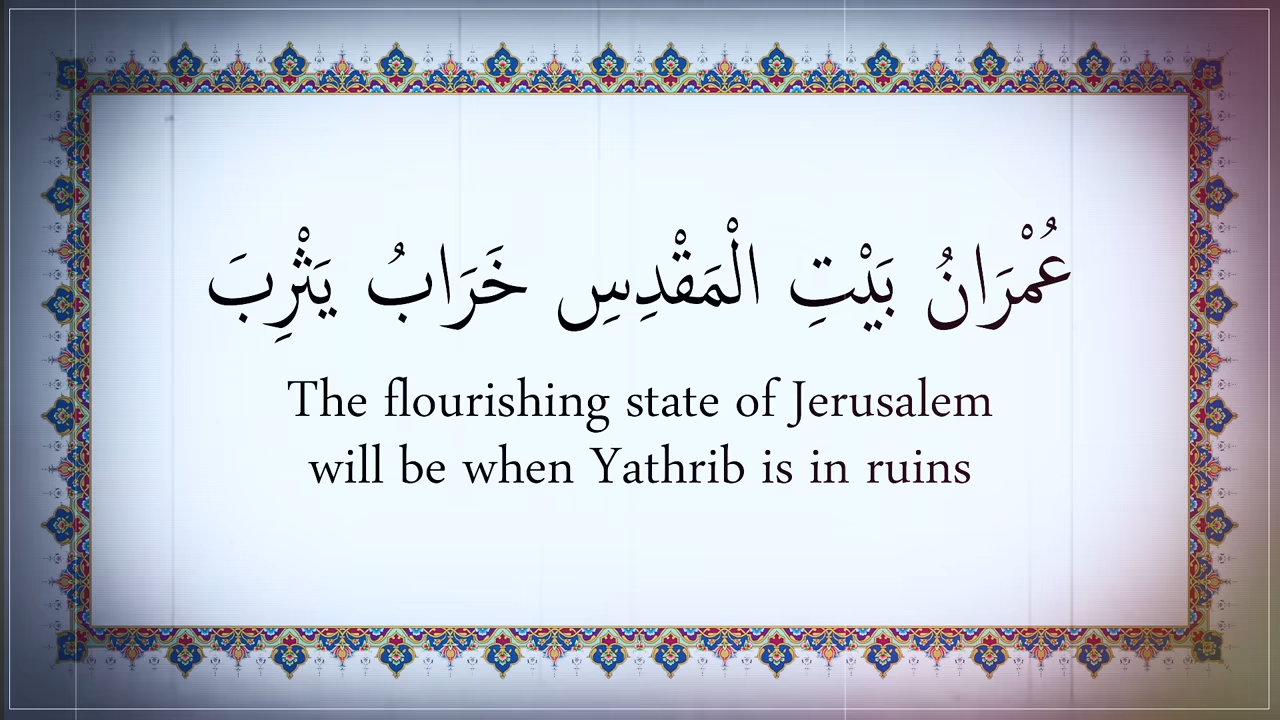 عُمْرَانُ بَيْتِ الْمَقْدِسِ خَرَابُ يَثْرِبَ
The flourishing state of Jerusalem
will be when Yathrib is in ruins